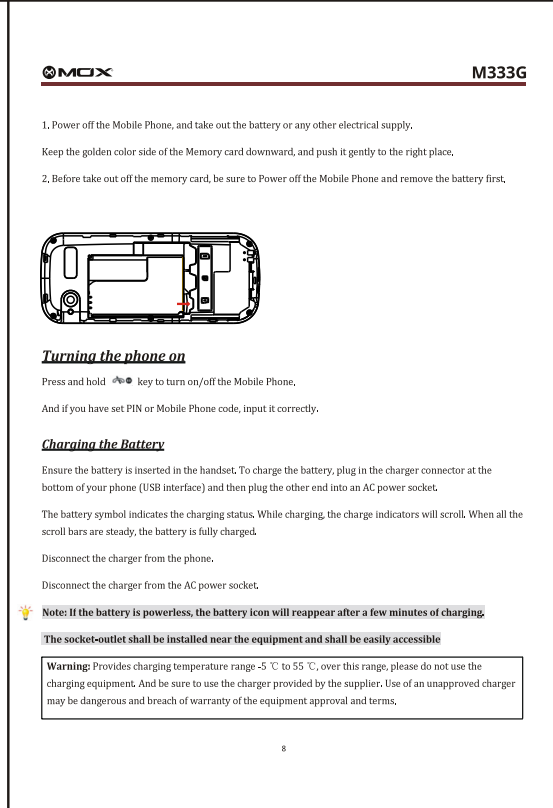 MOX M333G
1. Power off the Mobile Phone, and take out the battery or any other electrical supply.
Keep the golden color side of the Memory card downward, and push it gently to the right place.
2. Before take out off the memory card, be sure to Power off the Mobile Phone and remove the battery first.
Turning the phone on
Press and hold key to turn on/off the Mobile Phone.
And if you have set PIN or Mobile Phone code, input it correctly.
Charging the Battery
Ensure the battery is inserted in the handset. To charge the battery, plug in the charger connector at the
bottom of your phone (USB interface) and then plug the other end into an AC power socket.
The battery symbol indicates the charging status. While charging, the charge indicators will scroll. When all the
scroll bars are steady, the battery is fully charged.
Disconnect the charger from the phone.
Disconnect the charger from the AC power socket.
Note: If the battery is powerless, the battery icon will reappear after a few minutes of charging.
The socket-outlet shall be installed near the equipment and shall be easily accessible
Warning: Provides charging temperature range -5 ℃ to 55 ℃, over this range, please do not use the
charging equipment. And be sure to use the charger provided by the supplier. Use of an unapproved charger
may be dangerous and breach of warranty of the equipment approval and terms.
8